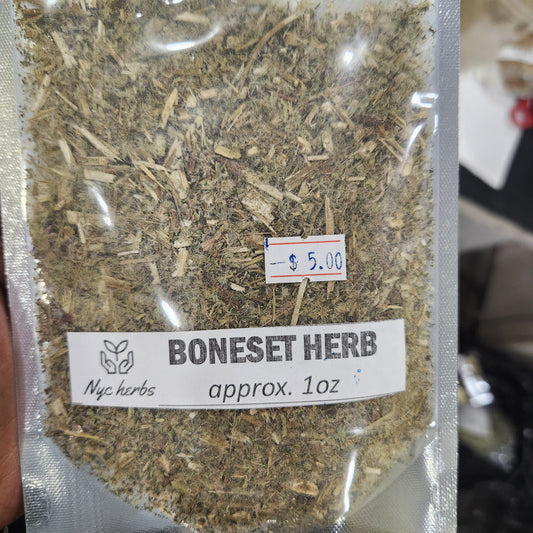 - $ 5.00
BONESET HERB
Nyc herbs
approx. 1oz